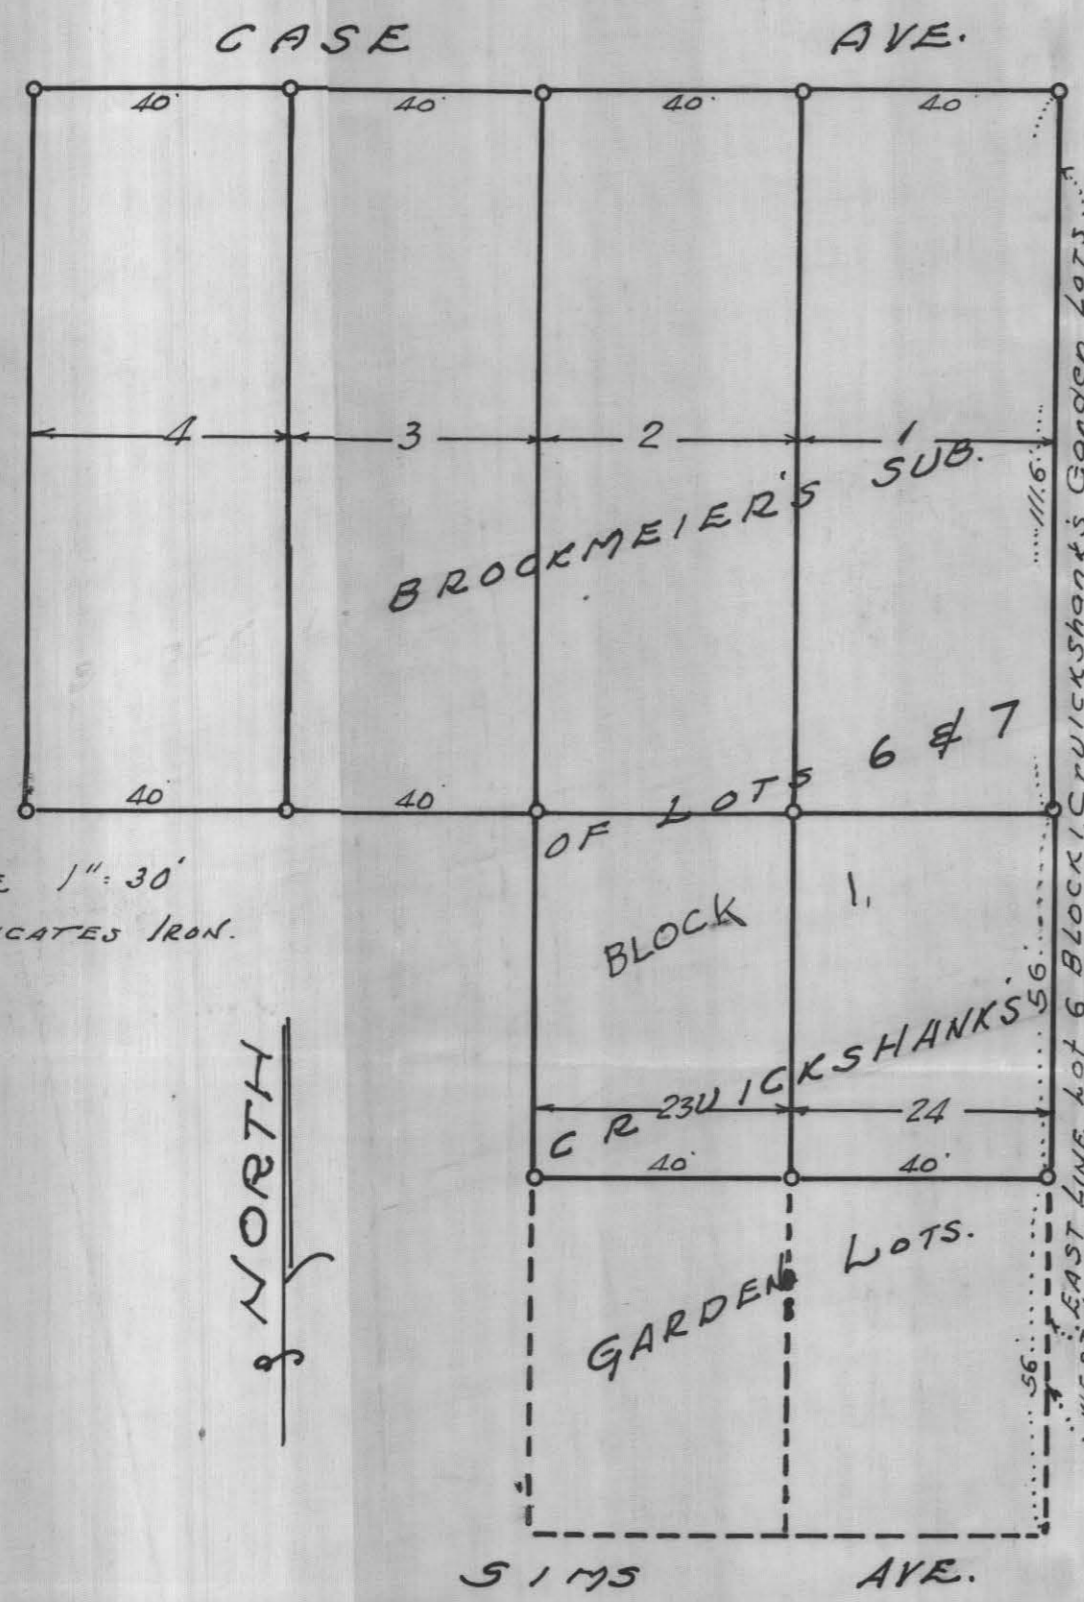 CASE AVE.
40' 40' 40' 40'
4 3 2 1
BROCKMEIER'S SUB.
111.6
OF LOTS 6 & 7
40' 40'
1" = 30'
IRON.
BLOCK 1,
56
CRUICKSHANKS'
23 24
40' 40'
NORTH
GARDEN LOTS.
56
EAST LINE LOT 6 BLOCK 1 Cruickshank's Garden Lots
SIMS AVE.